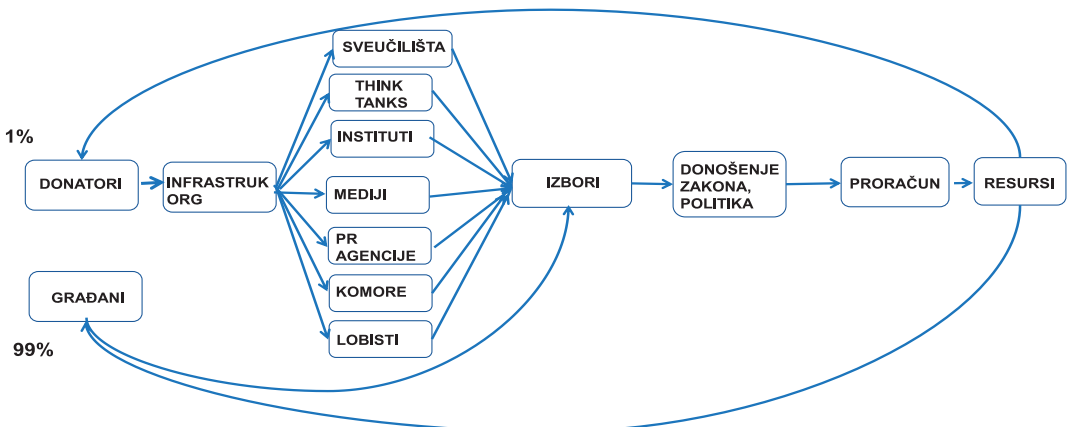 SVEUČILIŠTA
THINK
TANKS
1%
INSTITUTI
DONATORI
INFRASTRUK
ORG
MEDIJI
IZBORI
DONOŠENJE
ZAKONA,
POLITIKA
PRORAČUN
RESURSI
PR
AGENCIJE
GRAĐANI
KOMORE
LOBISTI
99%